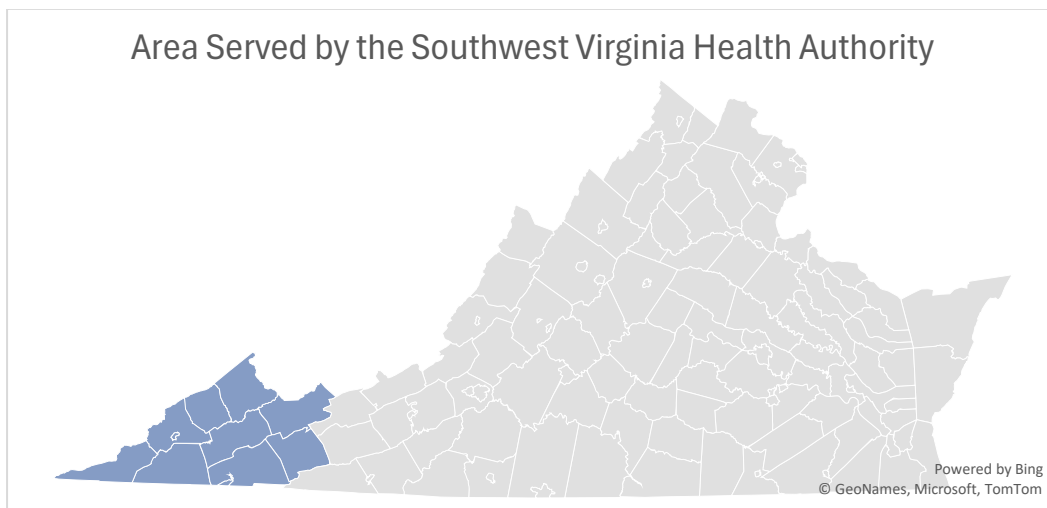 Area Served by the Southwest Virginia Health Authority
Powered by Bing
© GeoNames, Microsoft, TomTom